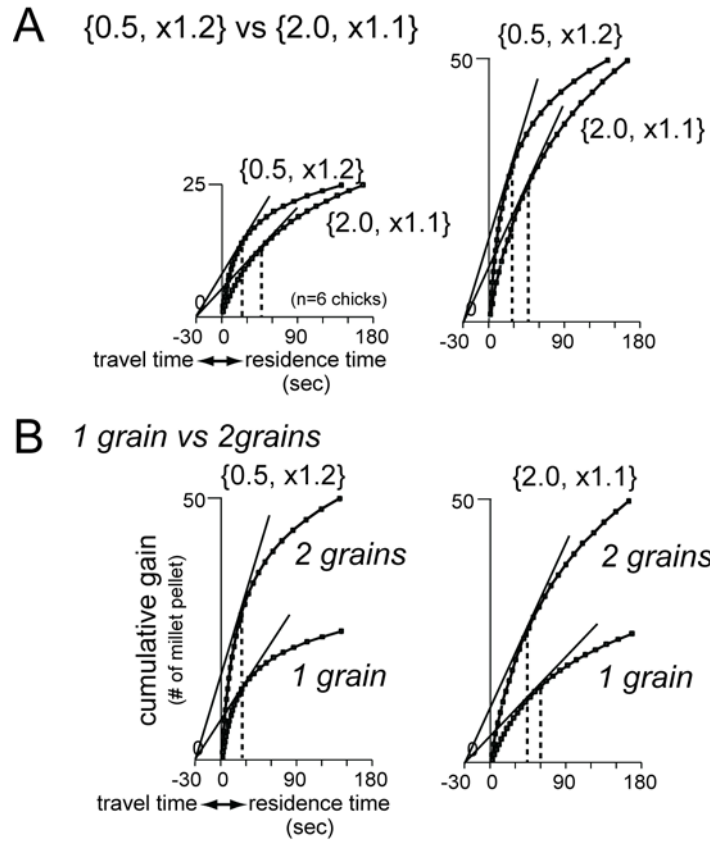 A {0.5, x1.2} vs {2.0, x1.1}
25
{0.5, x1.2}
{2.0, x1.1}
0
(n=6 chicks)
-30 0 90 180
travel time residence time
(sec)
50
{0.5, x1.2}
{2.0, x1.1}
0
-30 0 90 180
B 1 grain vs 2grains
{0.5, x1.2}
50
2 grains
1 grain
cumulative gain
(# of millet pellet)
0
-30 0 90 180
travel time residence time
(sec)
{2.0, x1.1}
50
2 grains
1 grain
0
-30 0 90 180